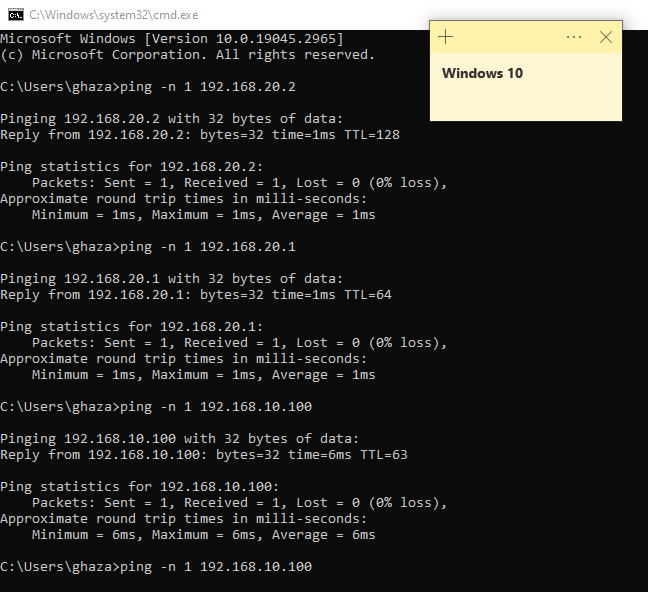 C:\Windows\system32\cmd.exe
Microsoft Windows [Version 10.0.19045.2965]
(c) Microsoft Corporation. All rights reserved.
Windows 10
C:\Users\ghaza>ping -n 1 192.168.20.2
Pinging 192.168.20.2 with 32 bytes of data:
Reply from 192.168.20.2: bytes=32 time=1ms TTL=128
Ping statistics for 192.168.20.2:
    Packets: Sent = 1, Received = 1, Lost = 0 (0% loss),
Approximate round trip times in milli-seconds:
    Minimum = 1ms, Maximum = 1ms, Average = 1ms
C:\Users\ghaza>ping -n 1 192.168.20.1
Pinging 192.168.20.1 with 32 bytes of data:
Reply from 192.168.20.1: bytes=32 time=1ms TTL=64
Ping statistics for 192.168.20.1:
    Packets: Sent = 1, Received = 1, Lost = 0 (0% loss),
Approximate round trip times in milli-seconds:
    Minimum = 1ms, Maximum = 1ms, Average = 1ms
C:\Users\ghaza>ping -n 1 192.168.10.100
Pinging 192.168.10.100 with 32 bytes of data:
Reply from 192.168.10.100: bytes=32 time=6ms TTL=63
Ping statistics for 192.168.10.100:
    Packets: Sent = 1, Received = 1, Lost = 0 (0% loss),
Approximate round trip times in milli-seconds:
    Minimum = 6ms, Maximum = 6ms, Average = 6ms
C:\Users\ghaza>ping -n 1 192.168.10.100